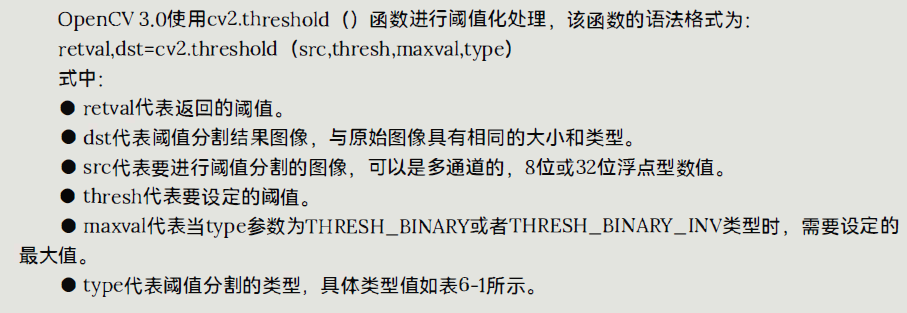 OpenCV 3.0使用cv2.threshold（）函数进行阈值化处理，该函数的语法格式为：
retval,dst=cv2.threshold（src,thresh,maxval,type）
式中：
● retval代表返回的阈值。
● dst代表阈值分割结果图像，与原始图像具有相同的大小和类型。
● src代表要进行阈值分割的图像，可以是多通道的，8位或32位浮点型数值。
● thresh代表要设定的阈值。
● maxval代表当type参数为THRESH_BINARY或者THRESH_BINARY_INV类型时，需要设定的
最大值。
● type代表阈值分割的类型，具体类型值如表6-1所示。